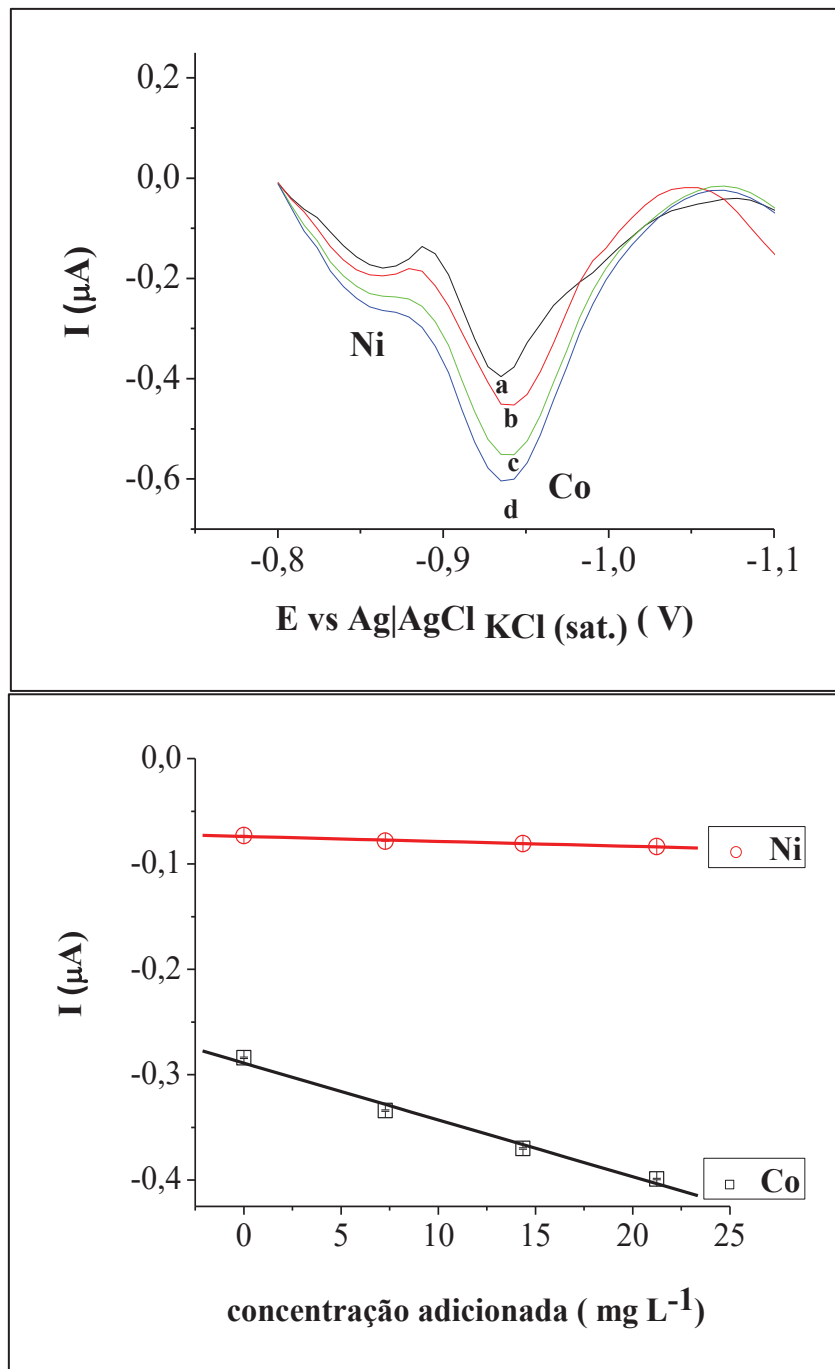 0,2
0,0
-0,2
-0,4
-0,6
I (μA)
Ni
a
b
c
d
Co
-0,8 -0,9 -1,0 -1,1
E vs Ag|AgCl KCl (sat.) ( V)
0,0
-0,1
-0,2
-0,3
-0,4
I (μA)
Ni
Co
0 5 10 15 20 25
concentração adicionada ( mg L-1)